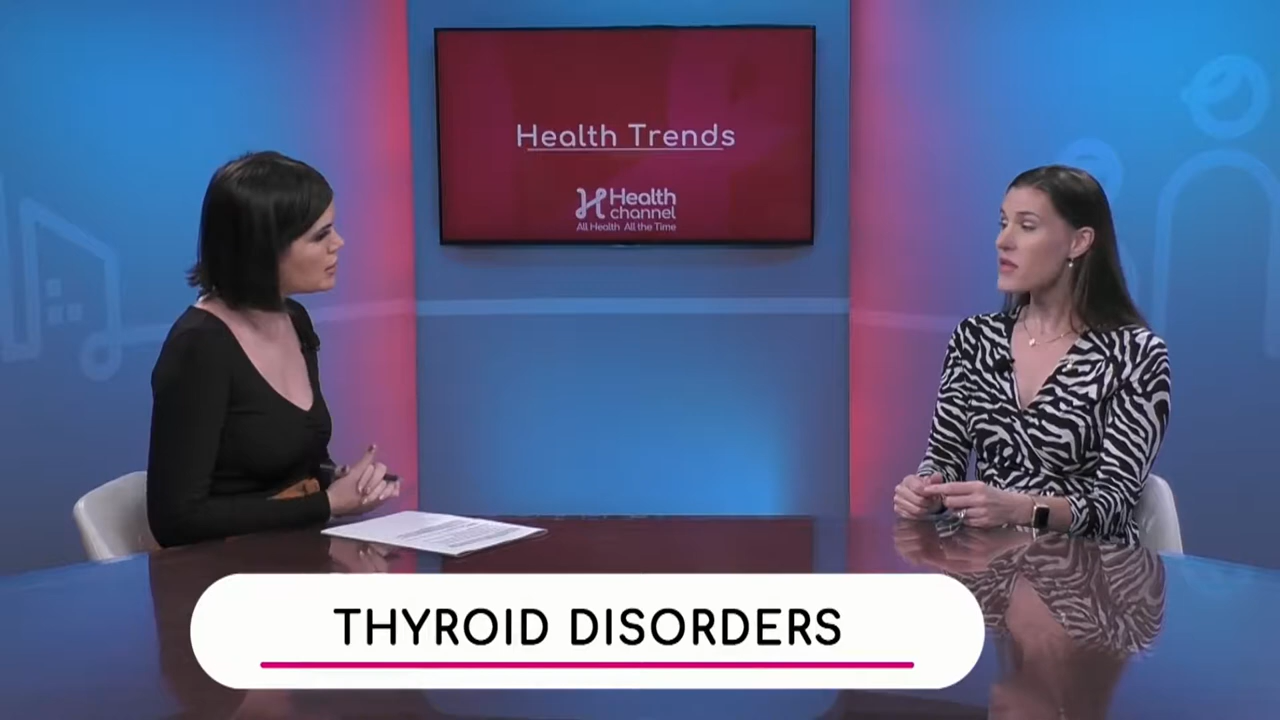 Health Trends
Health
channel
All Health All the Time
THYROID DISORDERS